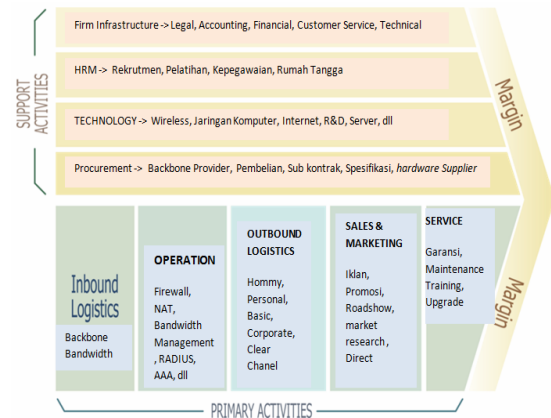 Firm Infrastructure -> Legal, Accounting, Financial, Customer Service, Technical
HRM -> Rekrutmen, Pelatihan, Kepegawaian, Rumah Tangga
TECHNOLOGY -> Wireless, Jaringan Komputer, Internet, R&D, Server, dll
Procurement -> Backbone Provider, Pembelian, Sub kontrak, Spesifikasi, hardware Supplier
SUPPORT
ACTIVITIES
Margin
Inbound
Logistics
Backbone
Bandwidth
OPERATION
Firewall,
NAT,
Bandwidth
Management
, RADIUS,
AAA, dll
OUTBOUND
LOGISTICS
Hommy,
Personal,
Basic,
Corporate,
Clear
Chanel
SALES &
MARKETING
Iklan,
Promosi,
Roadshow,
market
research,
Direct
SERVICE
Garansi,
Maintenance
Training,
Upgrade
Margin
PRIMARY ACTIVITIES